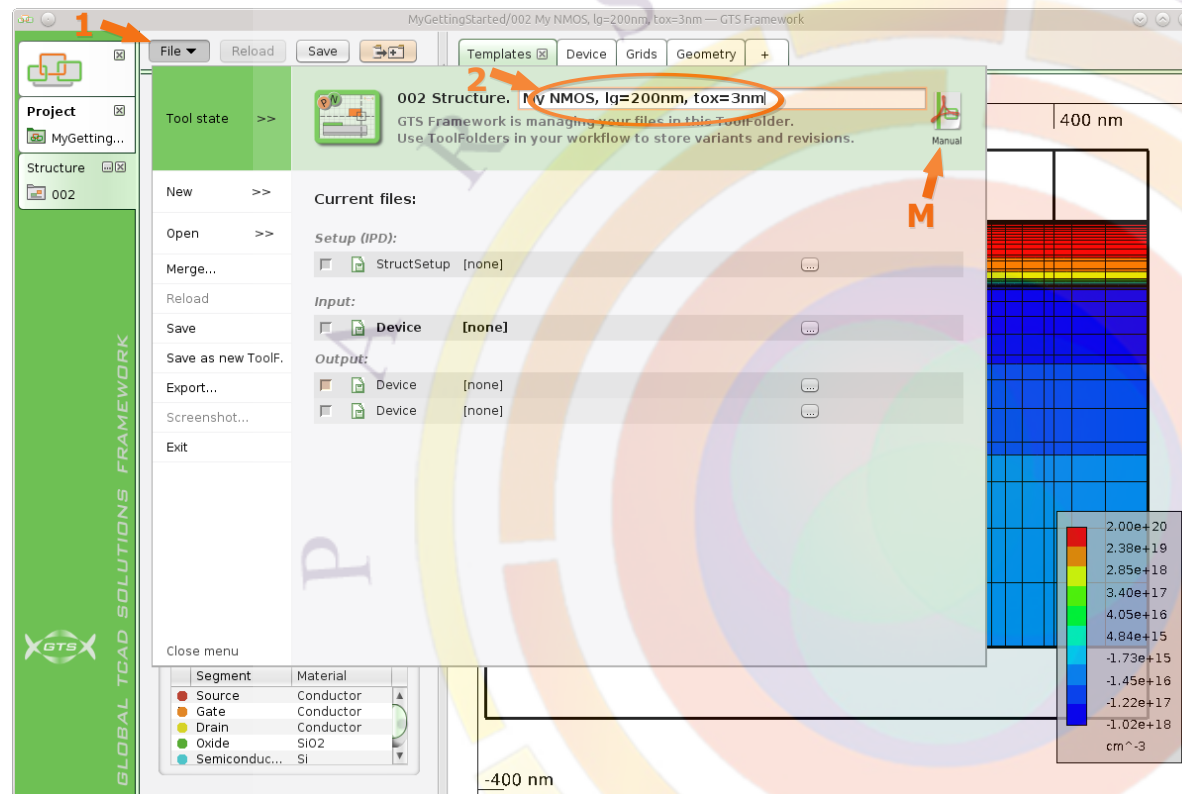 MyGettingStarted/002 My NMOS, lg=200nm, tox=3nm — GTS Framework
1
File ▼
Reload
Save
Templates
Device
Grids
Geometry
+
Project
MyGetting...
Structure
002
Tool state >>
2
002 Structure. My NMOS, lg=200nm, tox=3nm
GTS Framework is managing your files in this ToolFolder.
Use ToolFolders in your workflow to store variants and revisions.
Manual
M
400 nm
New >>
Open >>
Merge...
Reload
Save
Save as new ToolF.
Export...
Screenshot...
Exit
Close menu
Current files:
Setup (IPD):
StructSetup [none] ...
Input:
Device [none] ...
Output:
Device [none] ...
Device [none] ...
P A R S
GTS
GLOBAL TCAD SOLUTIONS FRAMEWORK
Segment Material
Source Conductor
Gate Conductor
Drain Conductor
Oxide SiO2
Semiconduc... Si
-400 nm
2.00e+20
2.38e+19
2.85e+18
3.40e+17
4.05e+16
4.84e+15
-1.73e+15
-1.45e+16
-1.22e+17
-1.02e+18
cm^-3